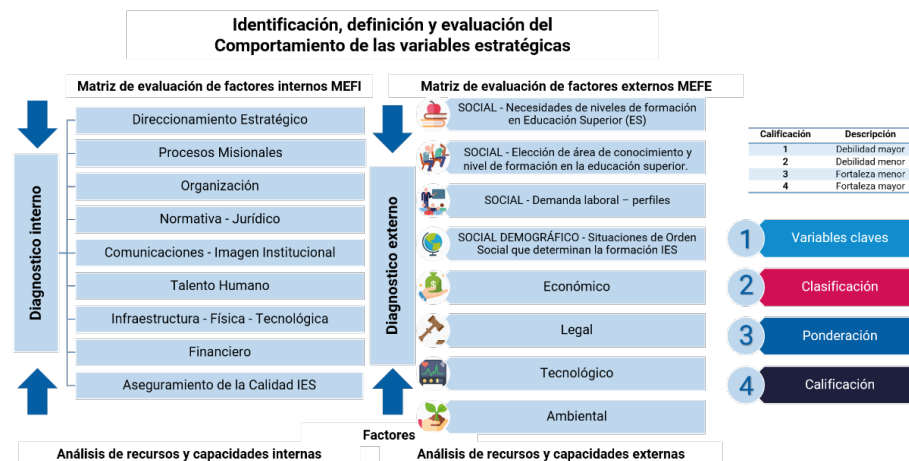 Identificación, definición y evaluación del
Comportamiento de las variables estratégicas
Matriz de evaluación de factores internos MEFI
Diagnostico interno
Direccionamiento Estratégico
Procesos Misionales
Organización
Normativa - Jurídico
Comunicaciones - Imagen Institucional
Talento Humano
Infraestructura - Física - Tecnológica
Financiero
Aseguramiento de la Calidad IES
Matriz de evaluación de factores externos MEFE
Diagnostico externo
SOCIAL - Necesidades de niveles de formación
en Educación Superior (ES)
SOCIAL - Elección de área de conocimiento y
nivel de formación en la educación superior.
SOCIAL - Demanda laboral – perfiles
SOCIAL DEMOGRÁFICO - Situaciones de Orden
Social que determinan la formación IES
Económico
Legal
Tecnológico
Ambiental
Calificación Descripción
1 Debilidad mayor
2 Debilidad menor
3 Fortaleza menor
4 Fortaleza mayor
1 Variables claves
2 Clasificación
3 Ponderación
4 Calificación
Factores
Análisis de recursos y capacidades internas
Análisis de recursos y capacidades externas